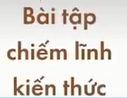 Bài tập
chiếm lĩnh
kiến thức